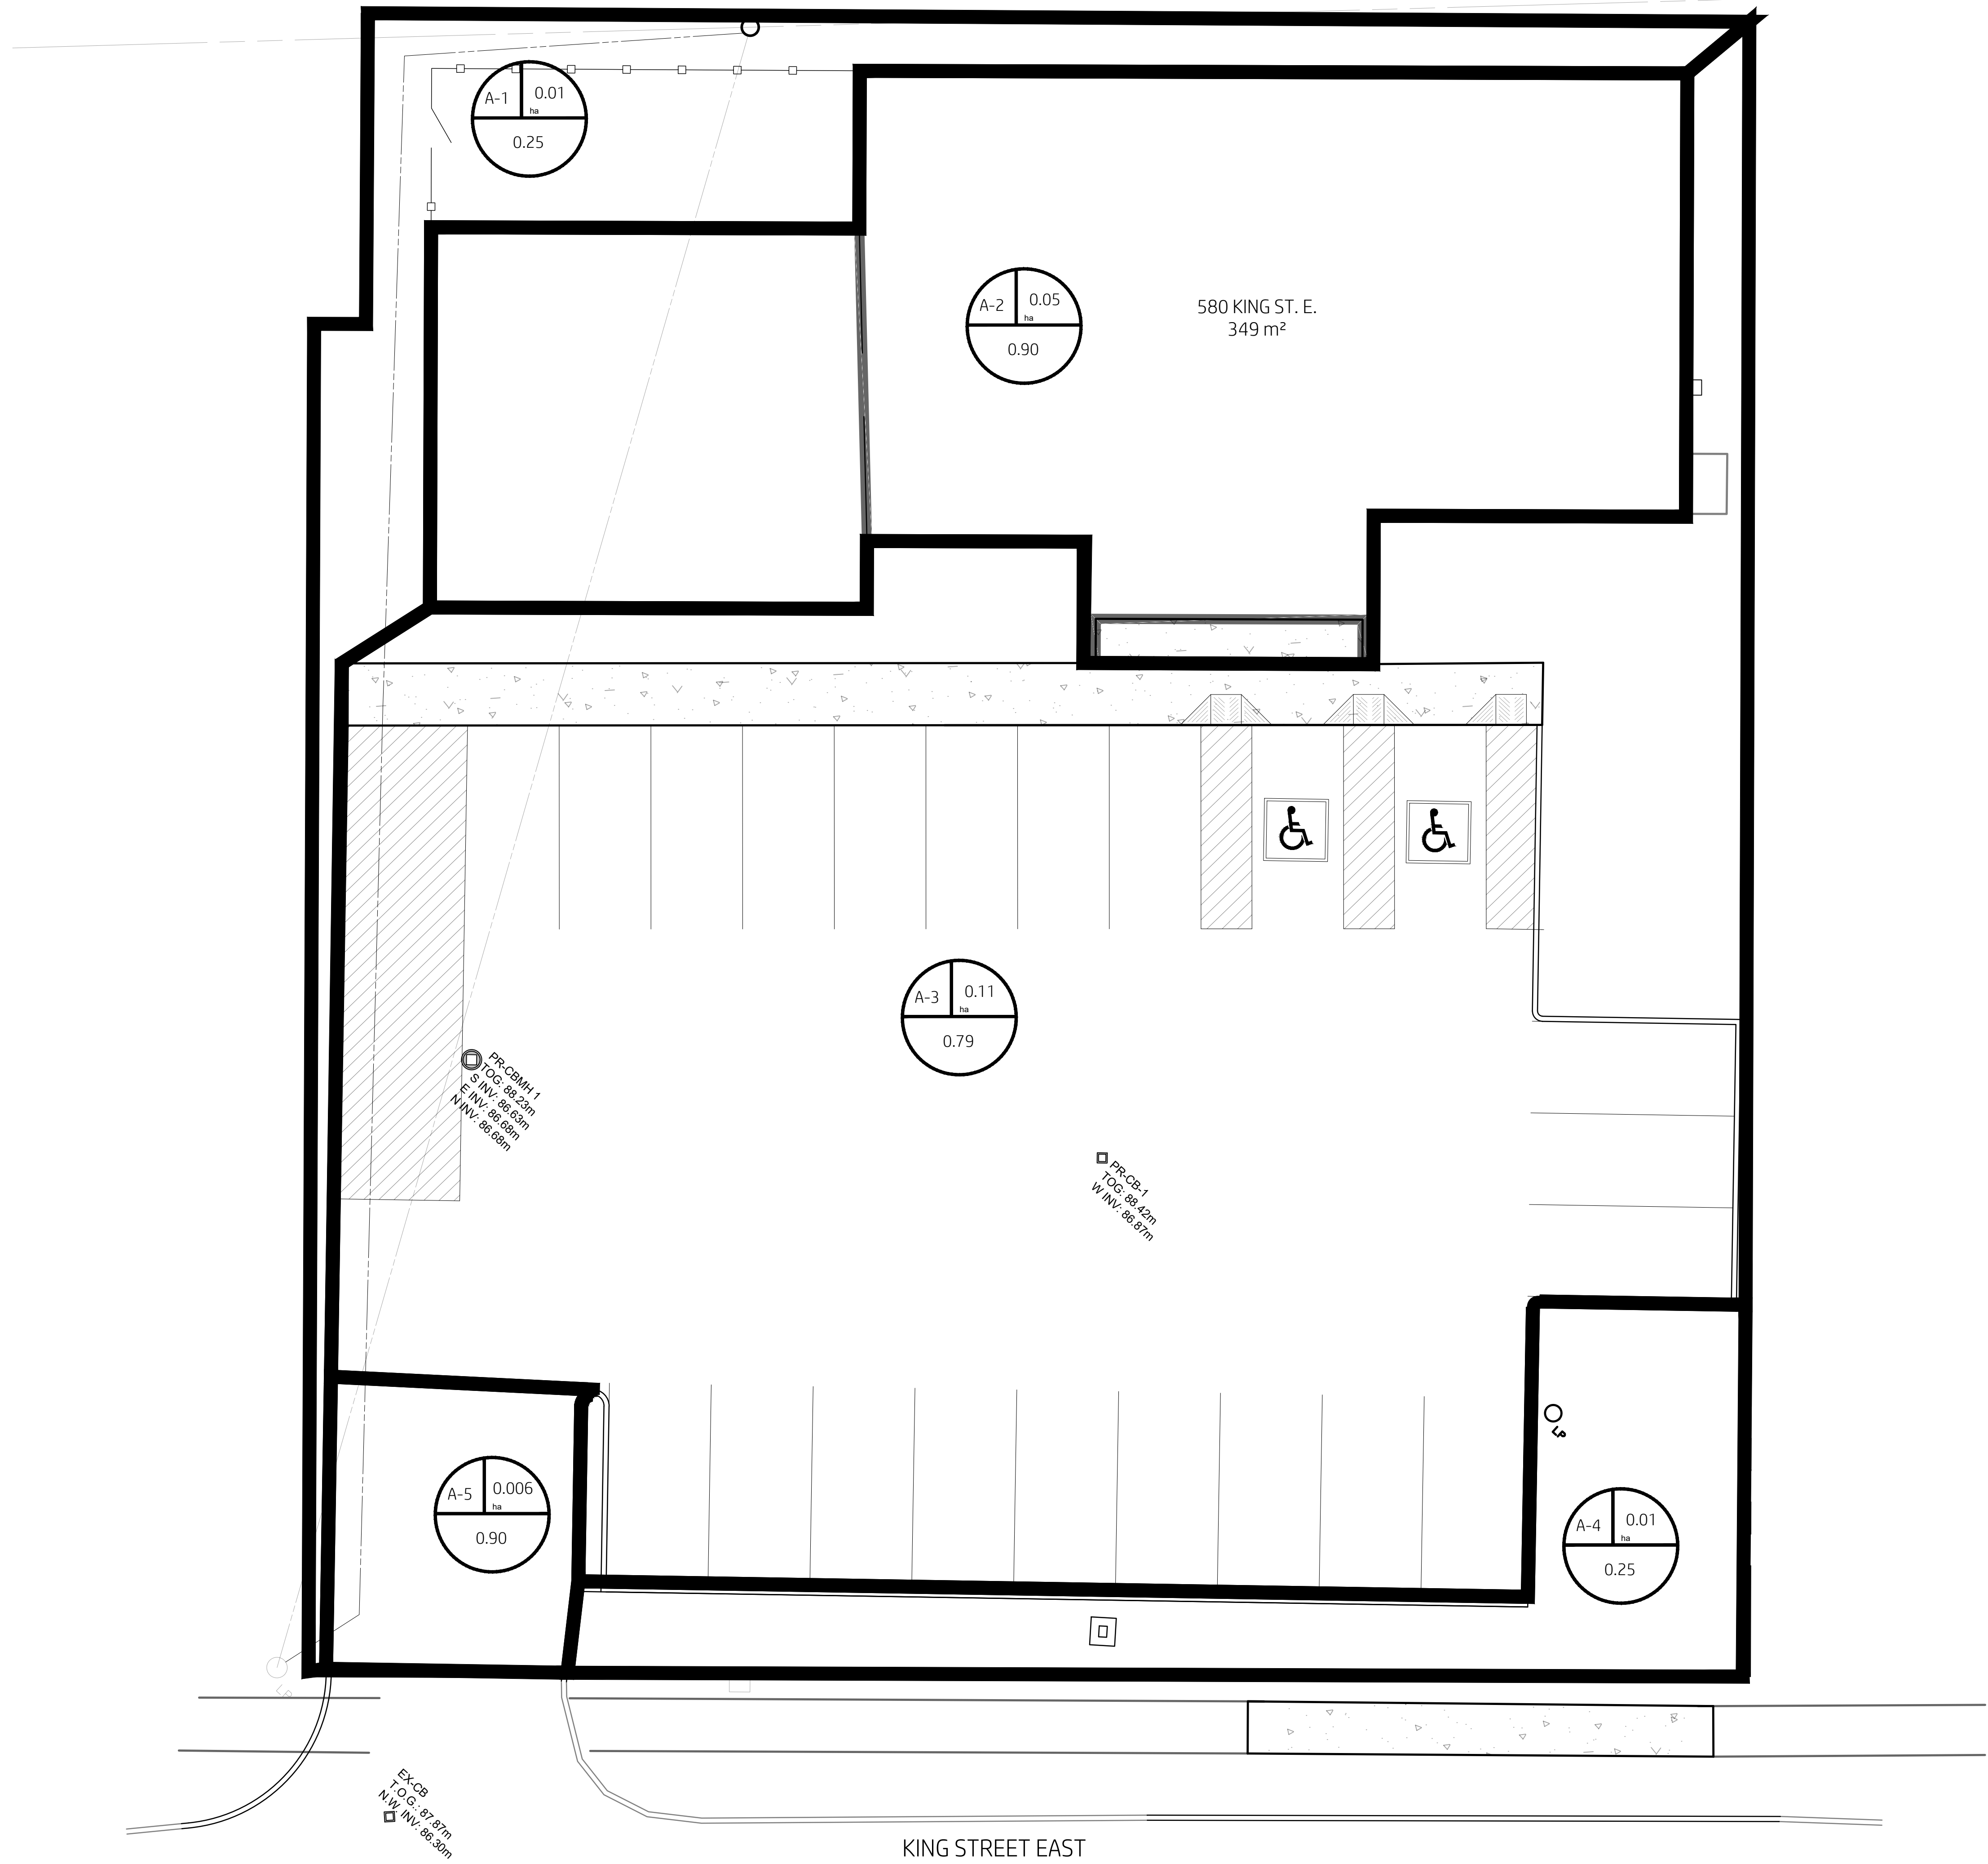 A-1
0.01
ha
0.25
A-2
0.05
ha
0.90
580 KING ST. E.
349 m²
A-3
0.11
ha
0.79
PR-CBMH 1
TOG: 88.23m
S INV: 86.63m
E INV: 86.68m
N INV: 86.68m
PR-CB-1
TOG: 88.42m
W INV: 86.87m
LP
A-5
0.006
ha
0.90
A-4
0.01
ha
0.25
LP
EX-CB
T.O.G.: 87.87m
N.W. INV: 86.30m
KING STREET EAST